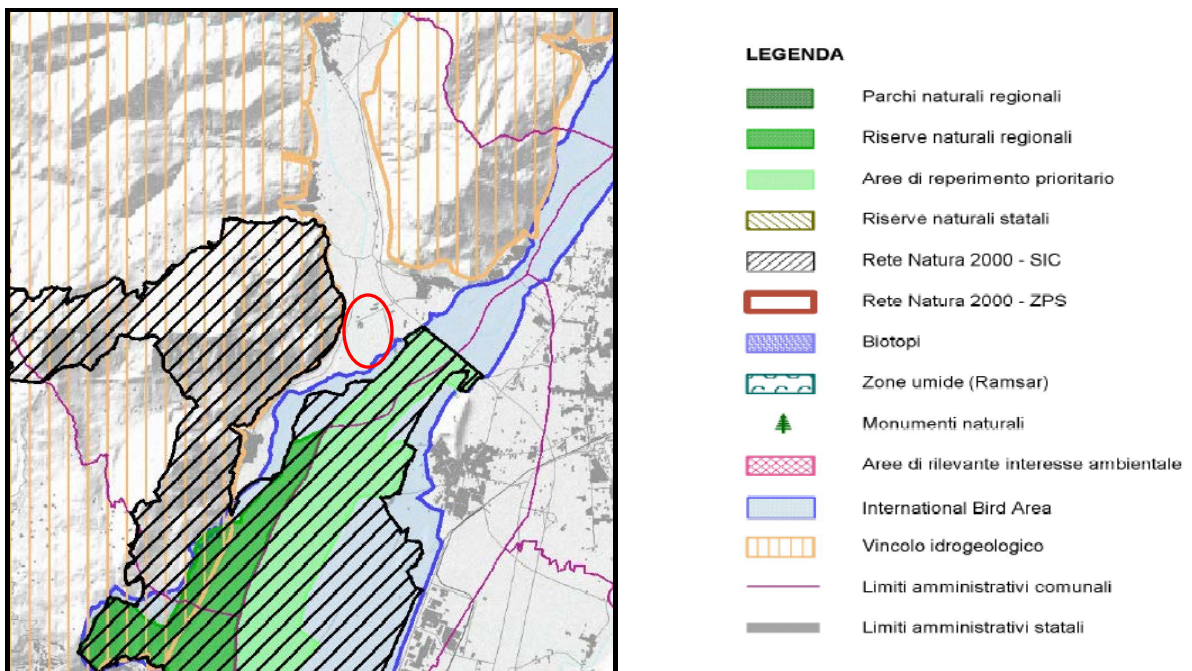 LEGENDA
Parchi naturali regionali
Riserve naturali regionali
Aree di reperimento prioritario
Riserve naturali statali
Rete Natura 2000 - SIC
Rete Natura 2000 - ZPS
Biotopi
Zone umide (Ramsar)
Monumenti naturali
Aree di rilevante interesse ambientale
International Bird Area
Vincolo idrogeologico
Limiti amministrativi comunali
Limiti amministrativi statali